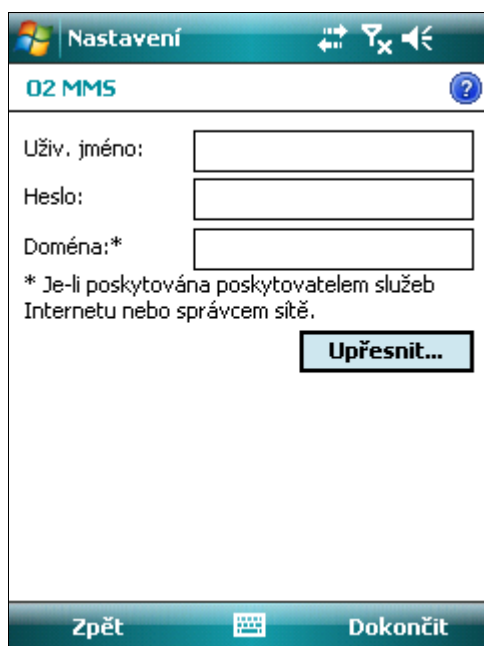 Nastavení
O2 MMS
Uživ. jméno:
Heslo:
Doména:*
* Je-li poskytována poskytovatelem služeb
Internetu nebo správcem sítě.
Upřesnit...
Zpět
Dokončit